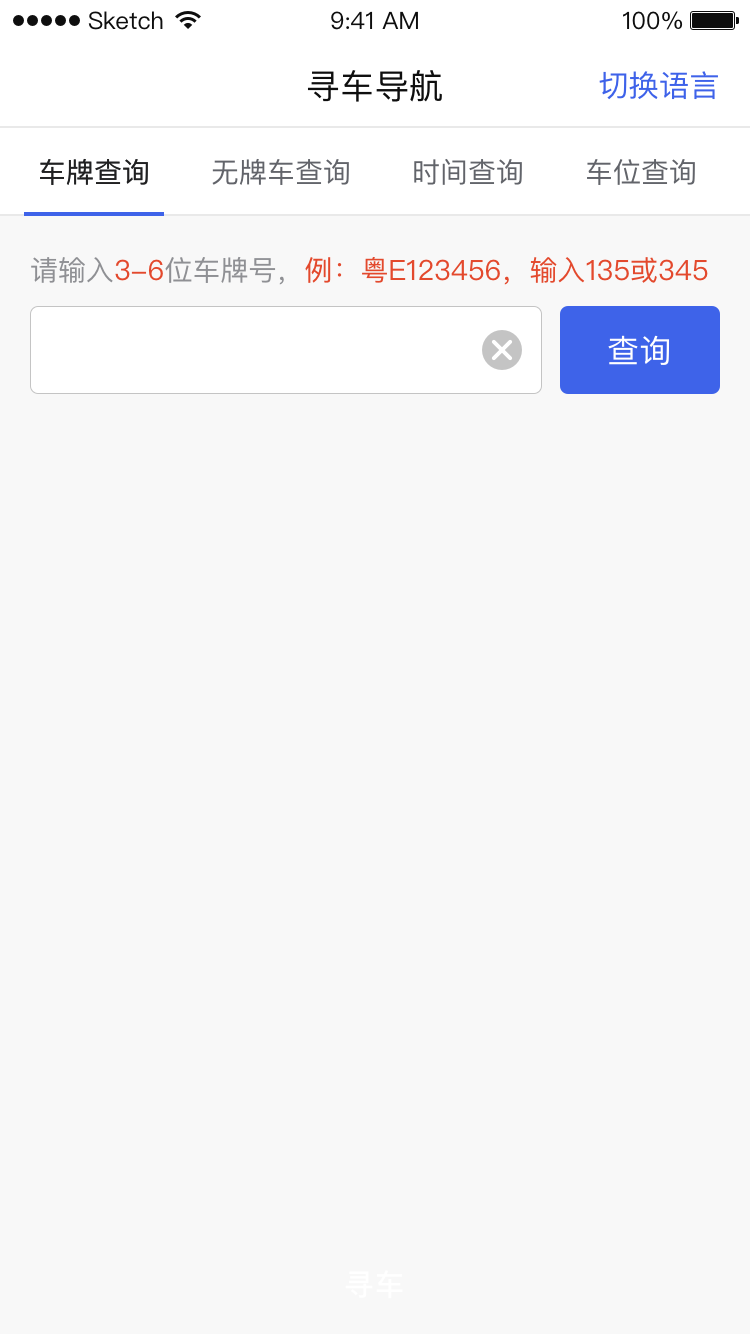 Sketch 9:41 AM 100%
寻车导航 切换语言
车牌查询 无牌车查询 时间查询 车位查询
请输入3-6位车牌号，例：粤E123456，输入135或345
查询
寻车